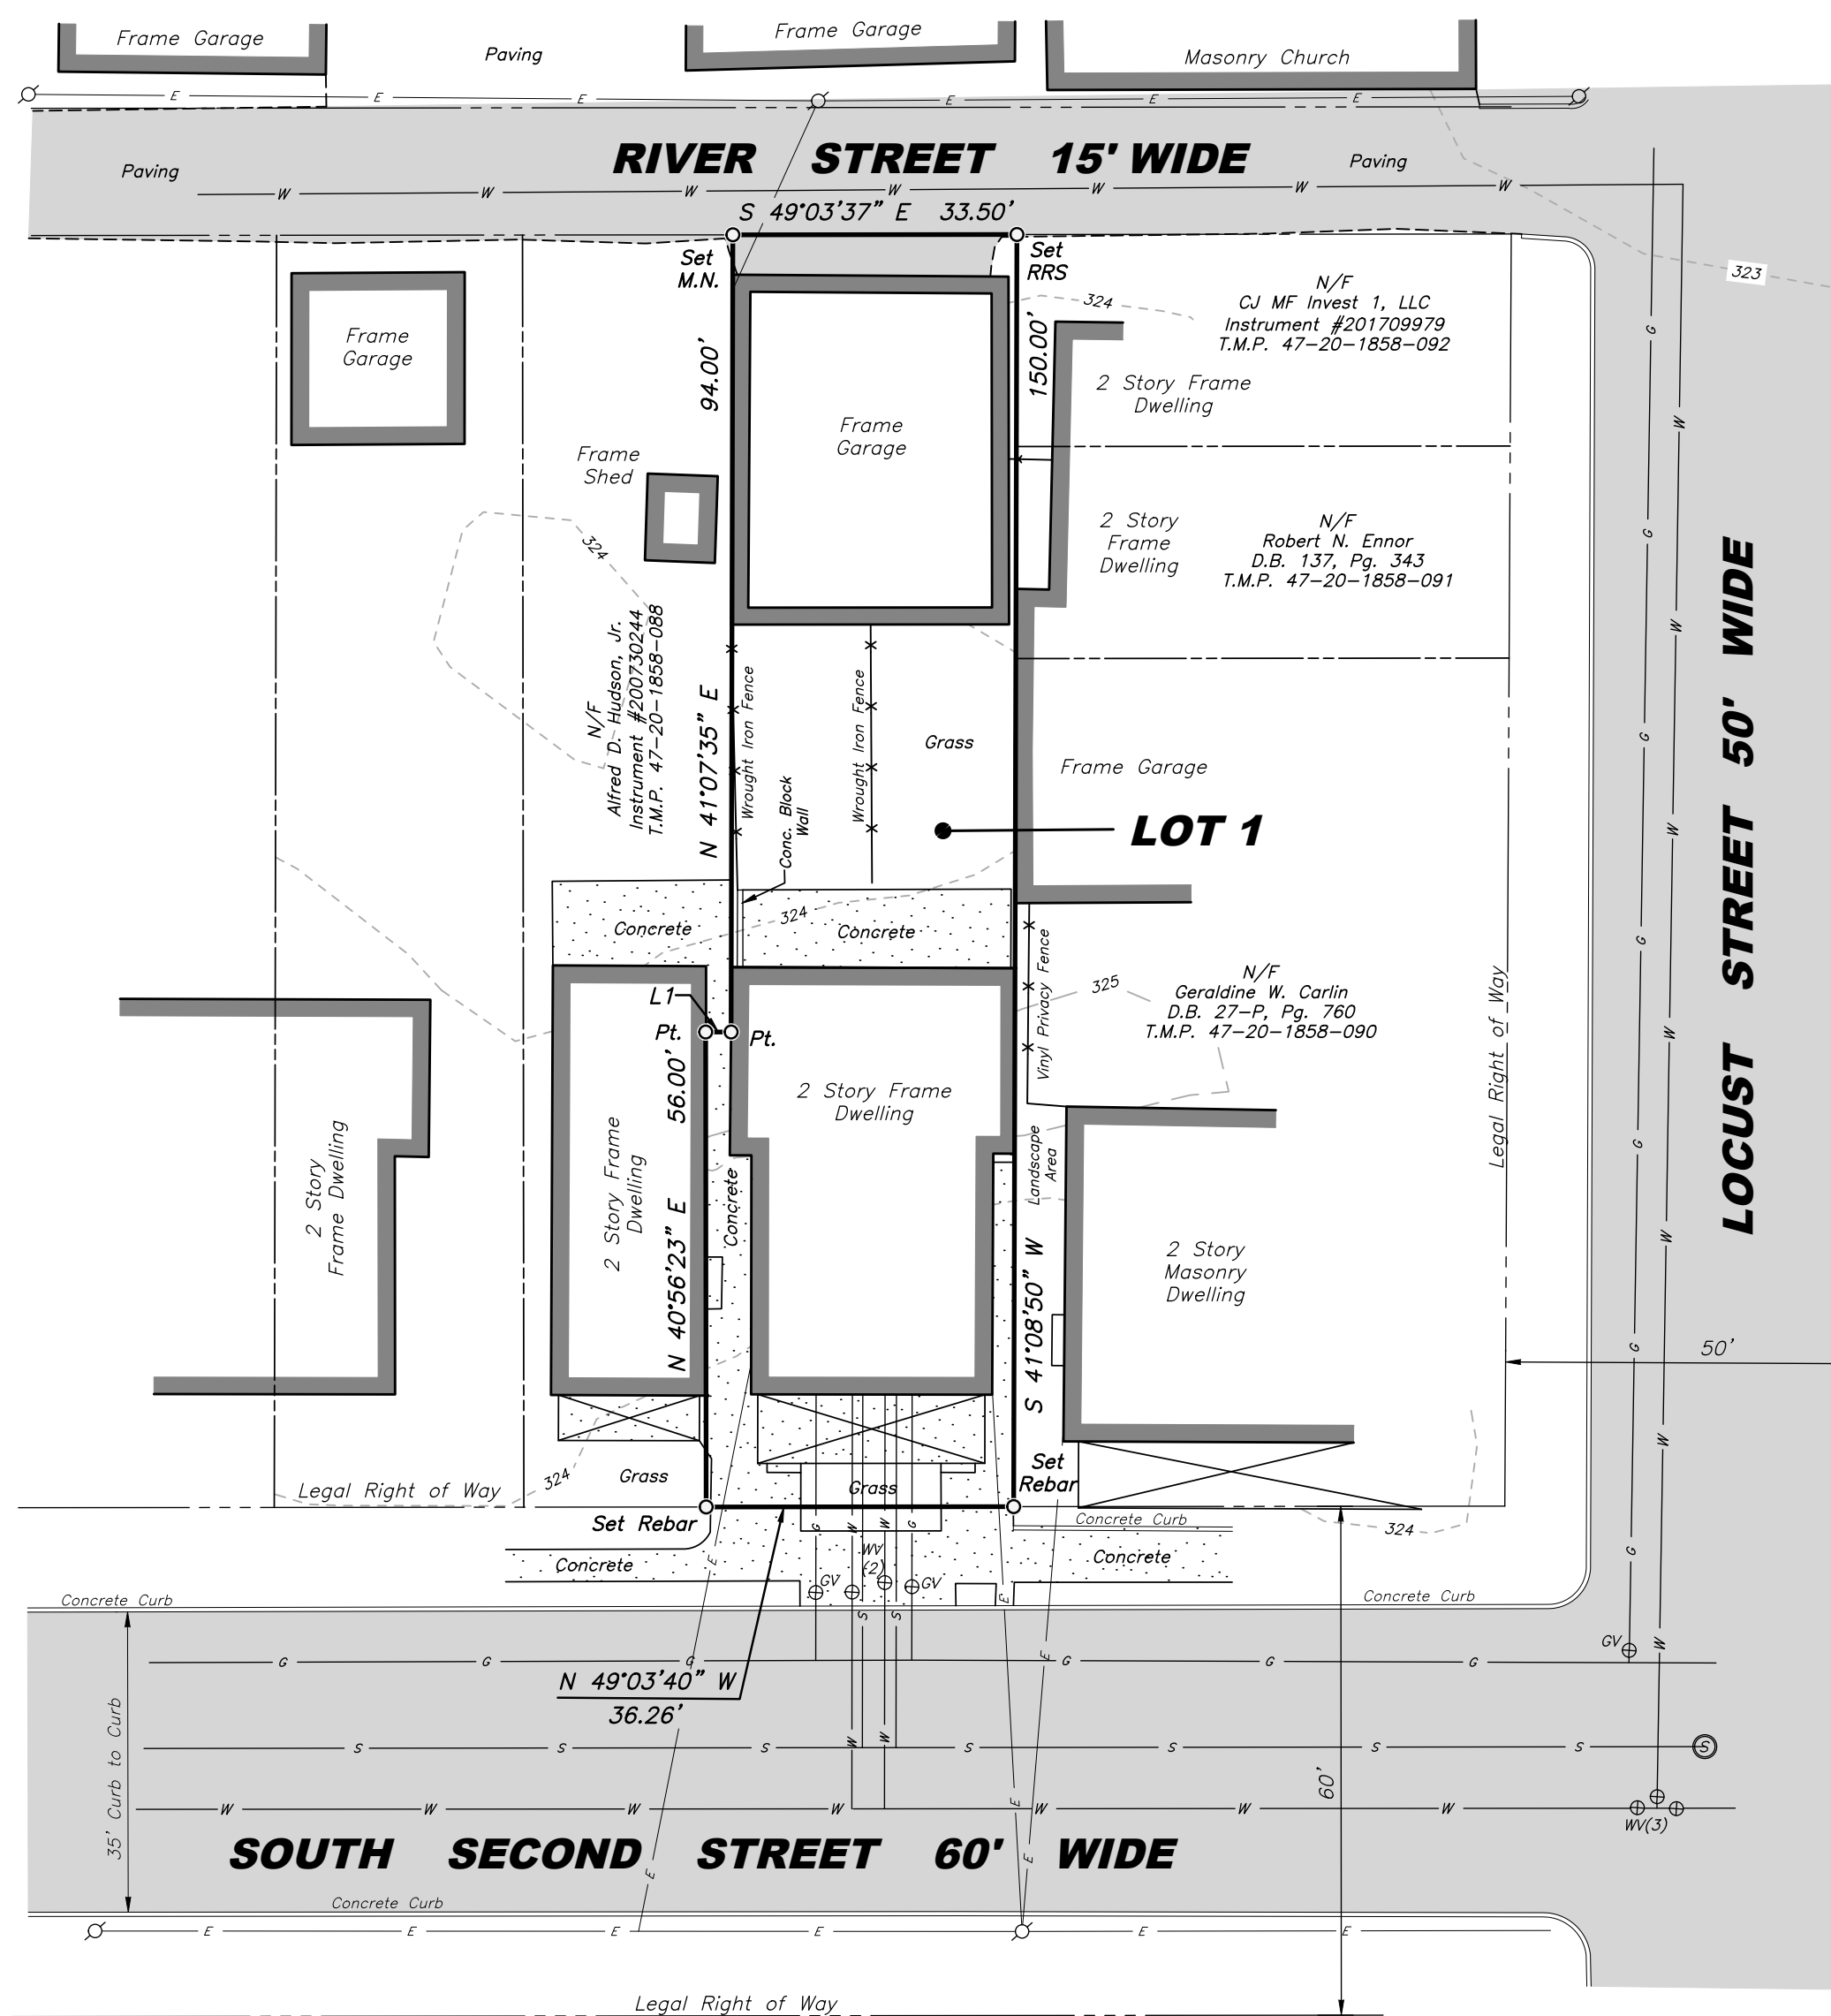 Frame Garage
Paving
Frame Garage
Masonry Church
E E E E E E
RIVER STREET 15' WIDE
Paving
Paving
W W W W W W W
S 49°03'37" E 33.50'
Set
M.N.
Set
RRS
323
324
N/F
CJ MF Invest 1, LLC
Instrument #201709979
T.M.P. 47-20-1858-092
Frame
Garage
94.00'
150.00'
2 Story Frame
Dwelling
Frame
Garage
Frame
Shed
324
2 Story
Frame
Dwelling
N/F
Robert N. Ennor
D.B. 137, Pg. 343
T.M.P. 47-20-1858-091
N/F
Alfred D. Hudson, Jr.
Instrument #200730244
T.M.P. 47-20-1858-088
N 41°07'35" E
Wrought Iron Fence
Wrought Iron Fence
Grass
Frame Garage
Conc. Block
Wall
LOT 1
LOCUST STREET 50' WIDE
G G G G G G G
W W W W W W W
324
Concrete
Concrete
Vinyl Privacy Fence
325
N/F
Geraldine W. Carlin
D.B. 27-P, Pg. 760
T.M.P. 47-20-1858-090
Legal Right of Way
L1
Pt.
Pt.
56.00'
2 Story Frame
Dwelling
2 Story
Frame Dwelling
2 Story Frame
Dwelling
N 40°56'23" E
Concrete
Landscape
Area
S 41°08'50" W
2 Story
Masonry
Dwelling
50'
Set
Rebar
Grass
Grass
324
Legal Right of Way
Set Rebar
Concrete Curb
324
G W W G
WV
(2)
GV
GV
Concrete
Concrete
E E
Concrete Curb
Concrete Curb
S S
GV
W
G G G G G G
E
N 49°03'40" W
36.26'
35' Curb to Curb
W W
S S S S S S S
S
60'
E
W W W W W W W
WV(3)
SOUTH SECOND STREET 60' WIDE
E E
Concrete Curb
E E E E E E
Legal Right of Way